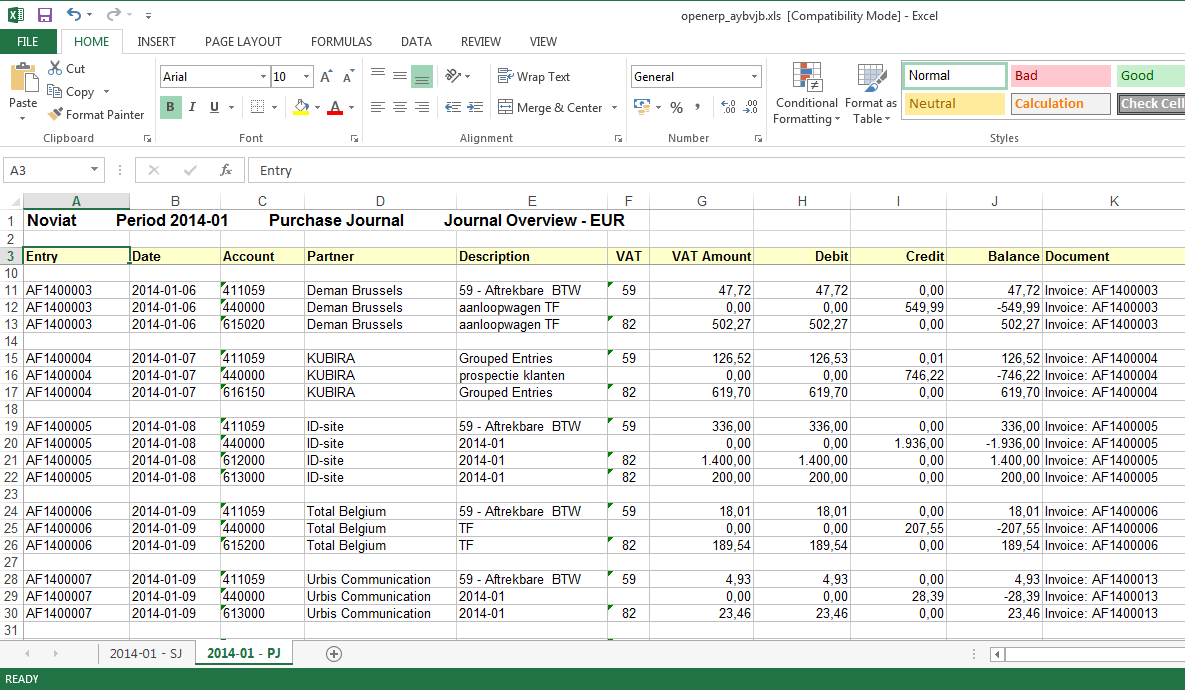 openerp_aybvjb.xls [Compatibility Mode] - Excel
FILE HOME INSERT PAGE LAYOUT FORMULAS DATA REVIEW VIEW
Paste Cut Copy Format Painter Clipboard
Arial 10 A A B I U A Font
Wrap Text Merge & Center Alignment
General % , Number
Conditional Formatting Format as Table Normal Bad Good Neutral Calculation Check Cell Styles
A3 fx Entry
A B C D E F G H I J K
1 Noviat Period 2014-01 Purchase Journal Journal Overview - EUR
2
3 Entry Date Account Partner Description VAT VAT Amount Debit Credit Balance Document
10
11 AF1400003 2014-01-06 411059 Deman Brussels 59 - Aftrekbare BTW 59 47,72 47,72 0,00 47,72 Invoice: AF1400003
12 AF1400003 2014-01-06 440000 Deman Brussels aanloopwagen TF 0,00 0,00 549,99 -549,99 Invoice: AF1400003
13 AF1400003 2014-01-06 615020 Deman Brussels aanloopwagen TF 82 502,27 502,27 0,00 502,27 Invoice: AF1400003
14
15 AF1400004 2014-01-07 411059 KUBIRA Grouped Entries 59 126,52 126,53 0,01 126,52 Invoice: AF1400004
16 AF1400004 2014-01-07 440000 KUBIRA prospectie klanten 0,00 0,00 746,22 -746,22 Invoice: AF1400004
17 AF1400004 2014-01-07 616150 KUBIRA Grouped Entries 82 619,70 619,70 0,00 619,70 Invoice: AF1400004
18
19 AF1400005 2014-01-08 411059 ID-site 59 - Aftrekbare BTW 59 336,00 336,00 0,00 336,00 Invoice: AF1400005
20 AF1400005 2014-01-08 440000 ID-site 2014-01 0,00 0,00 1.936,00 -1.936,00 Invoice: AF1400005
21 AF1400005 2014-01-08 612000 ID-site 2014-01 82 1.400,00 1.400,00 0,00 1.400,00 Invoice: AF1400005
22 AF1400005 2014-01-08 613000 ID-site 2014-01 82 200,00 200,00 0,00 200,00 Invoice: AF1400005
23
24 AF1400006 2014-01-09 411059 Total Belgium 59 - Aftrekbare BTW 59 18,01 18,01 0,00 18,01 Invoice: AF1400006
25 AF1400006 2014-01-09 440000 Total Belgium TF 0,00 0,00 207,55 -207,55 Invoice: AF1400006
26 AF1400006 2014-01-09 615200 Total Belgium TF 82 189,54 189,54 0,00 189,54 Invoice: AF1400006
27
28 AF1400007 2014-01-09 411059 Urbis Communication 59 - Aftrekbare BTW 59 4,93 4,93 0,00 4,93 Invoice: AF1400013
29 AF1400007 2014-01-09 440000 Urbis Communication 2014-01 0,00 0,00 28,39 -28,39 Invoice: AF1400013
30 AF1400007 2014-01-09 613000 Urbis Communication 2014-01 82 23,46 23,46 0,00 23,46 Invoice: AF1400013
31
2014-01 - SJ 2014-01 - PJ
READY